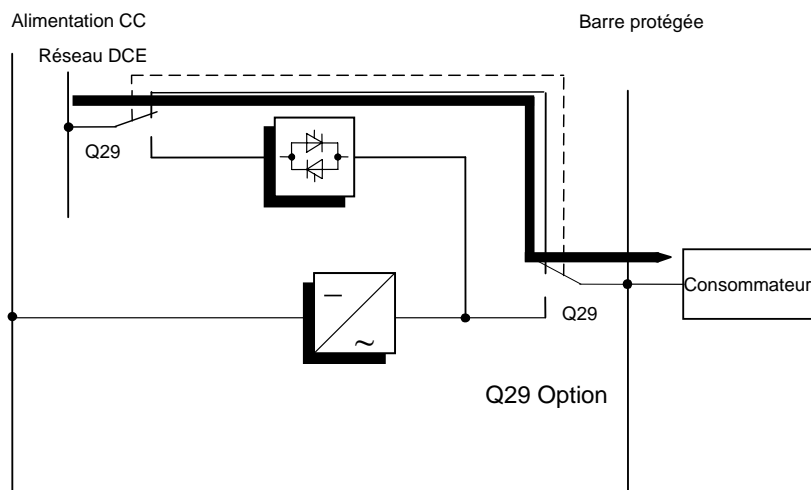 Alimentation CC
Barre protégée
Réseau DCE
Q29
Consommateur
Q29
Q29 Option